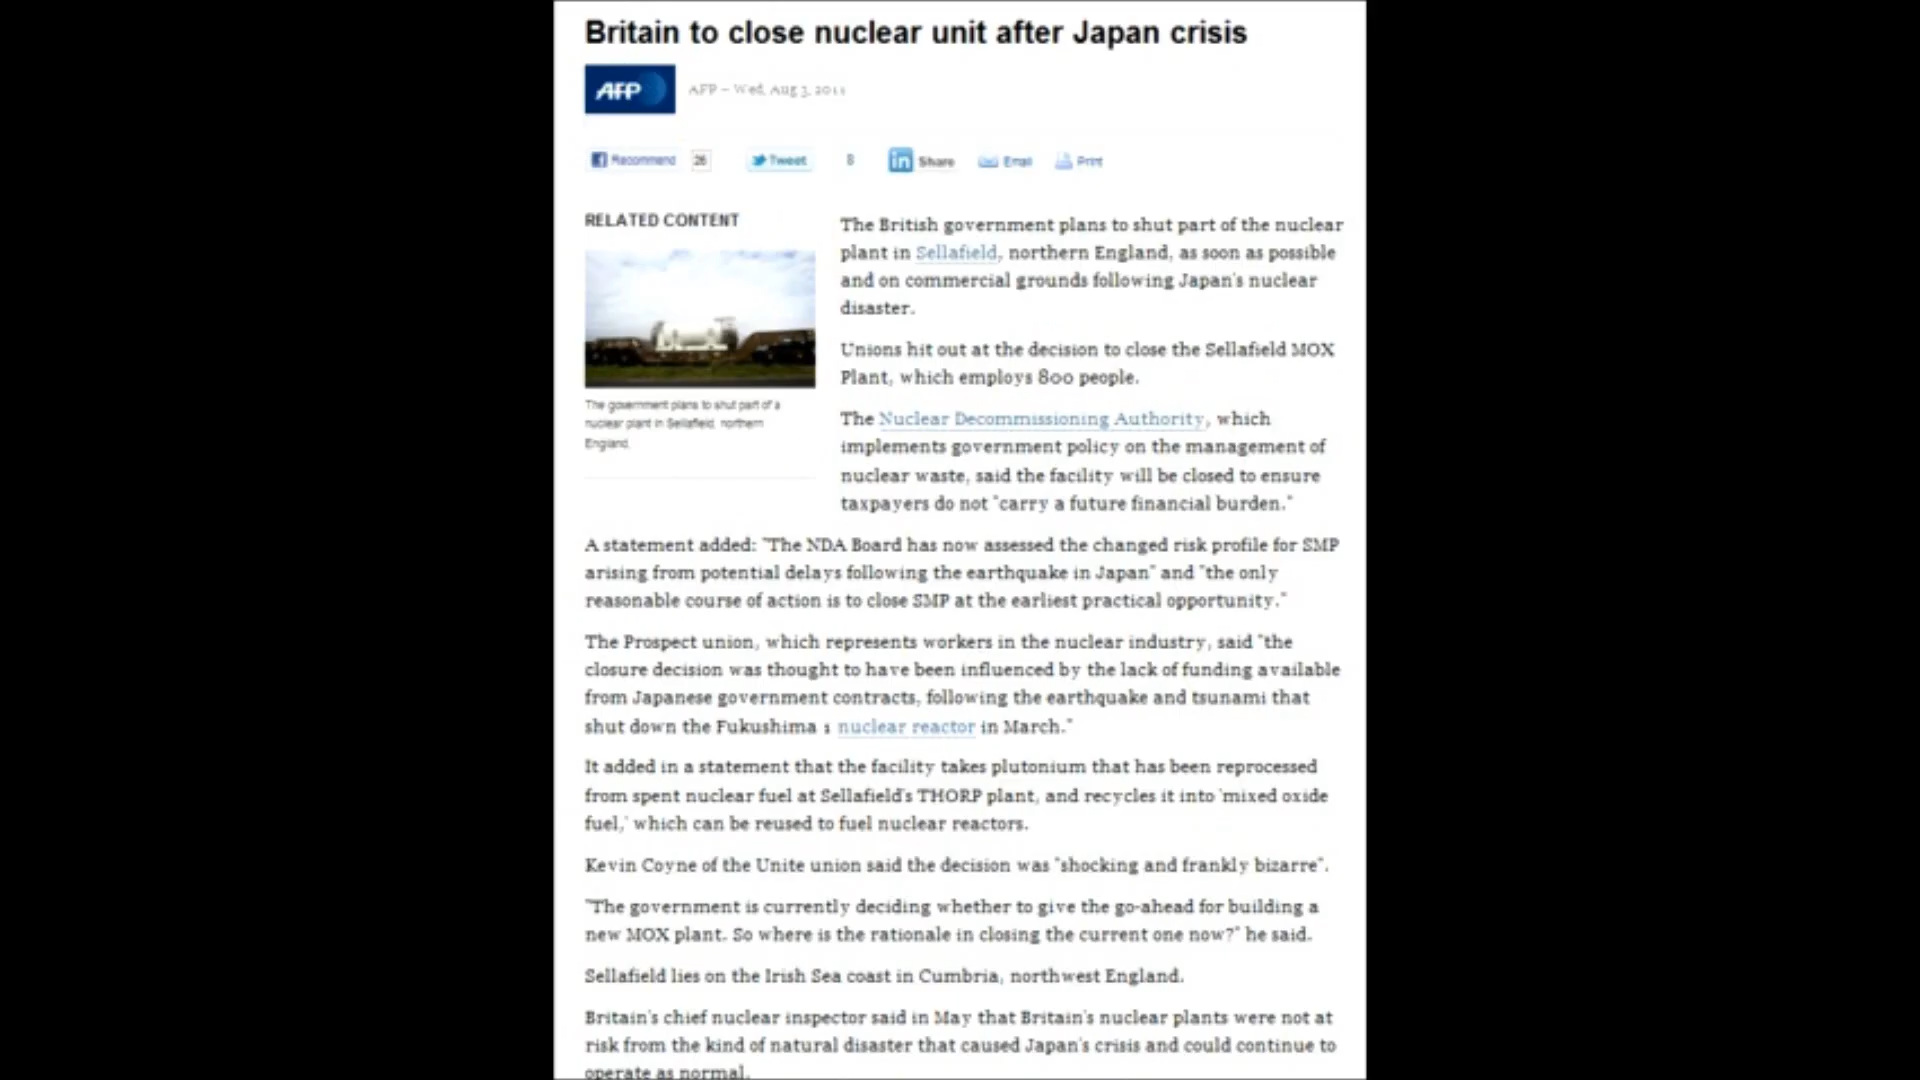 Britain to close nuclear unit after Japan crisis
AFP
AFP – Wed, Aug 3, 2011
Recommend 26 Tweet 8 in Share Email Print
RELATED CONTENT
The government plans to shut part of a
nuclear plant in Sellafield, northern
England.
The British government plans to shut part of the nuclear
plant in Sellafield, northern England, as soon as possible
and on commercial grounds following Japan's nuclear
disaster.
Unions hit out at the decision to close the Sellafield MOX
Plant, which employs 800 people.
The Nuclear Decommissioning Authority, which
implements government policy on the management of
nuclear waste, said the facility will be closed to ensure
taxpayers do not "carry a future financial burden."
A statement added: "The NDA Board has now assessed the changed risk profile for SMP
arising from potential delays following the earthquake in Japan" and "the only
reasonable course of action is to close SMP at the earliest practical opportunity."
The Prospect union, which represents workers in the nuclear industry, said "the
closure decision was thought to have been influenced by the lack of funding available
from Japanese government contracts, following the earthquake and tsunami that
shut down the Fukushima 1 nuclear reactor in March."
It added in a statement that the facility takes plutonium that has been reprocessed
from spent nuclear fuel at Sellafield's THORP plant, and recycles it into 'mixed oxide
fuel,' which can be reused to fuel nuclear reactors.
Kevin Coyne of the Unite union said the decision was "shocking and frankly bizarre".
"The government is currently deciding whether to give the go-ahead for building a
new MOX plant. So where is the rationale in closing the current one now?" he said.
Sellafield lies on the Irish Sea coast in Cumbria, northwest England.
Britain's chief nuclear inspector said in May that Britain's nuclear plants were not at
risk from the kind of natural disaster that caused Japan's crisis and could continue to
operate as normal.